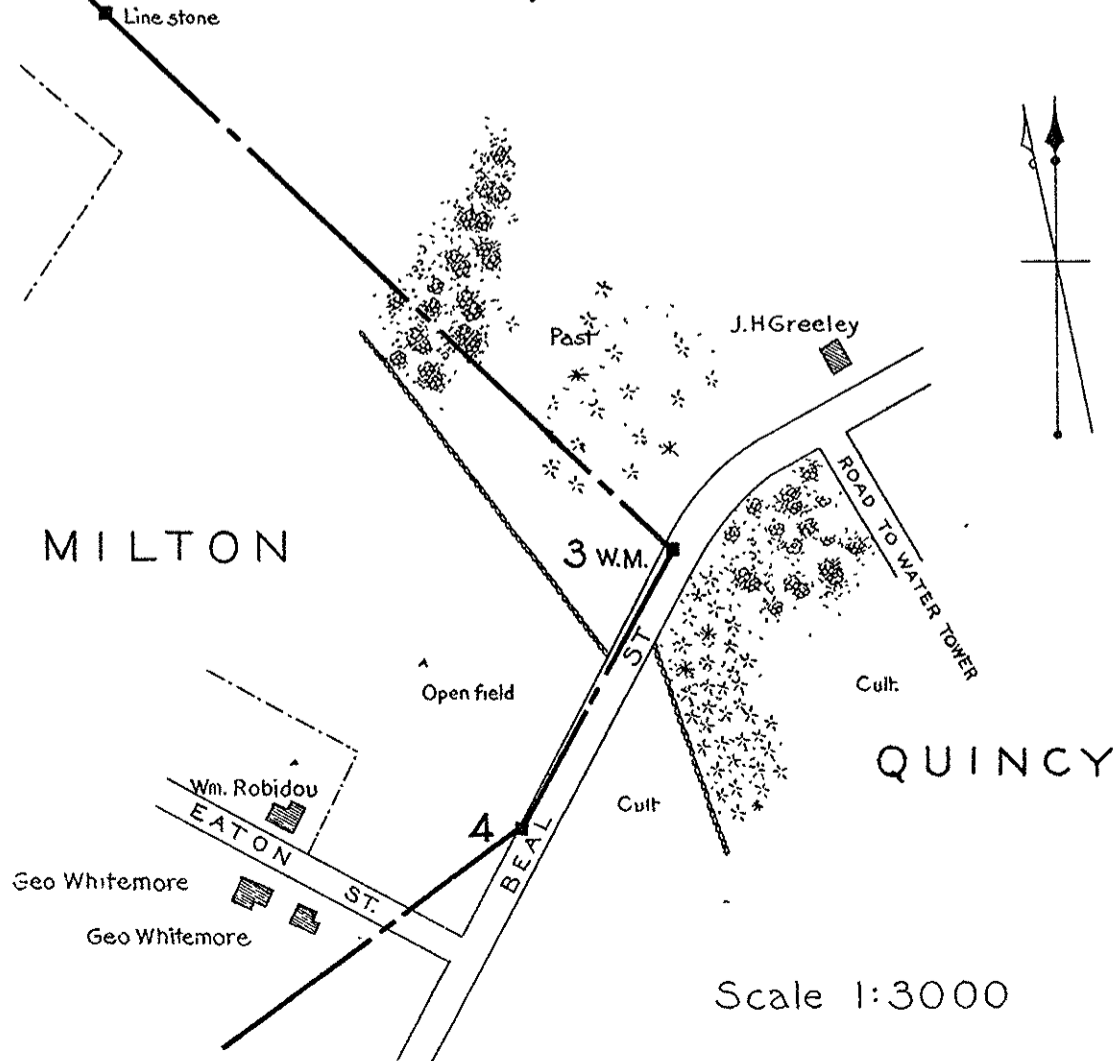 Line stone
J.H Greeley
Past
ROAD TO WATER TOWER
MILTON
3 W.M.
ST
Open field
Cult.
QUINCY
Wm. Robidou
Cult
4
BEAL
EATON
ST.
Geo Whitemore
Geo Whitemore
Scale 1:3000